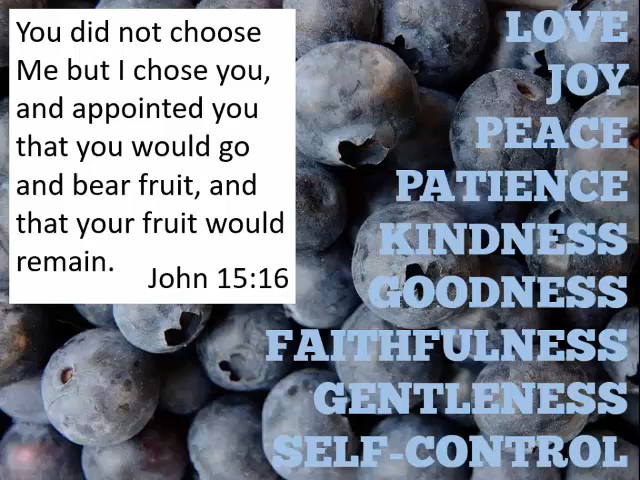 You did not choose
Me but I chose you,
and appointed you
that you would go
and bear fruit, and
that your fruit would
remain.
John 15:16
LOVE
JOY
PEACE
PATIENCE
KINDNESS
GOODNESS
FAITHFULNESS
GENTLENESS
SELF-CONTROL